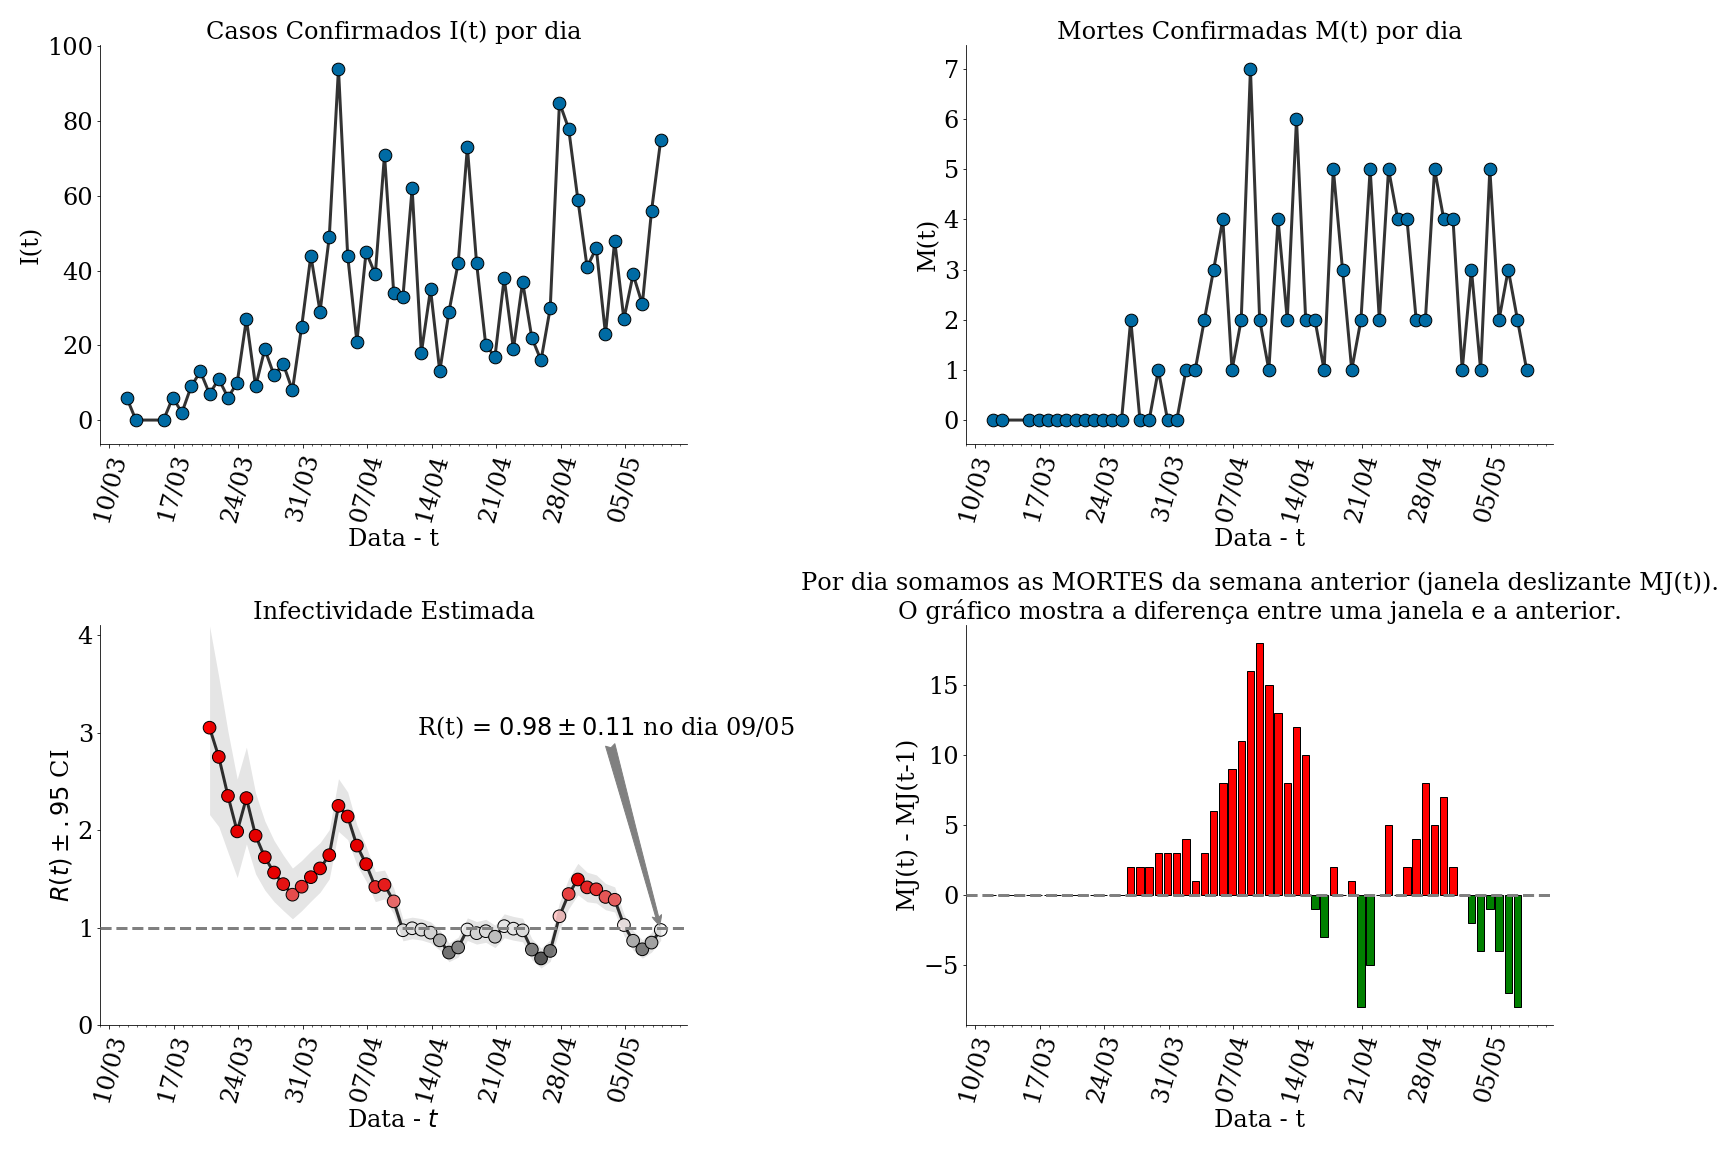 Casos Confirmados I(t) por dia
100
80
60
40
20
0
I(t)
10/03 17/03 24/03 31/03 07/04 14/04 21/04 28/04 05/05
Data - t
Mortes Confirmadas M(t) por dia
7
6
5
4
3
2
1
0
M(t)
10/03 17/03 24/03 31/03 07/04 14/04 21/04 28/04 05/05
Data - t
Infectividade Estimada
4
3
2
1
0
R(t) ± .95 CI
R(t) = 0.98 ± 0.11 no dia 09/05
10/03 17/03 24/03 31/03 07/04 14/04 21/04 28/04 05/05
Data - t
Por dia somamos as MORTES da semana anterior (janela deslizante MJ(t)).
O gráfico mostra a diferença entre uma janela e a anterior.
15
10
5
0
−5
MJ(t) - MJ(t-1)
10/03 17/03 24/03 31/03 07/04 14/04 21/04 28/04 05/05
Data - t